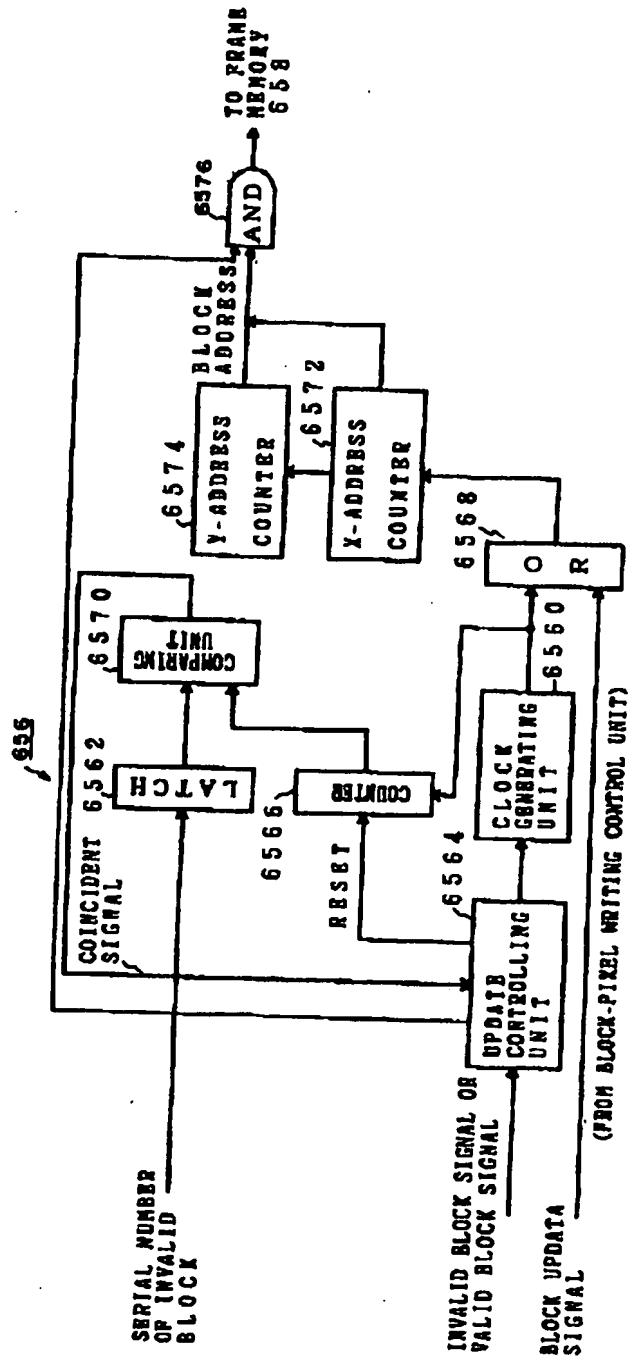 656
SERIAL NUMBER
OF INVALID
BLOCK
COINCIDENT
SIGNAL
6562
LATCH
6570
COMPARING
UNIT
6566
COUNTER
RESET
6564
UPDATE
CONTROLLING
UNIT
INVALID BLOCK SIGNAL OR
VALID BLOCK SIGNAL
BLOCK UPDATA
SIGNAL
(FROM BLOCK-PIXEL WRITING CONTROL UNIT)
CLOCK
GENERATING
UNIT
6560
6568
OR
6574
Y-ADDRESS
COUNTER
6572
X-ADDRBSS
COUNTER
BLOCK
ADDRESS
6576
AND
TO FRAME
MEMORY
658